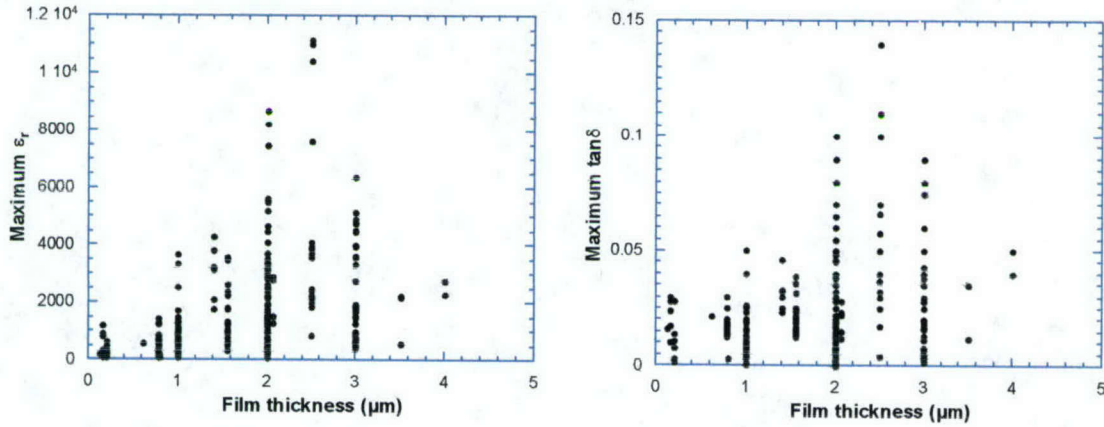 1.2 10⁴
1 10⁴
8000
6000
4000
2000
0
Maximum εᵣ
0 1 2 3 4 5
Film thickness (µm)
0.15
0.1
0.05
0
Maximum tanδ
0 1 2 3 4 5
Film thickness (µm)